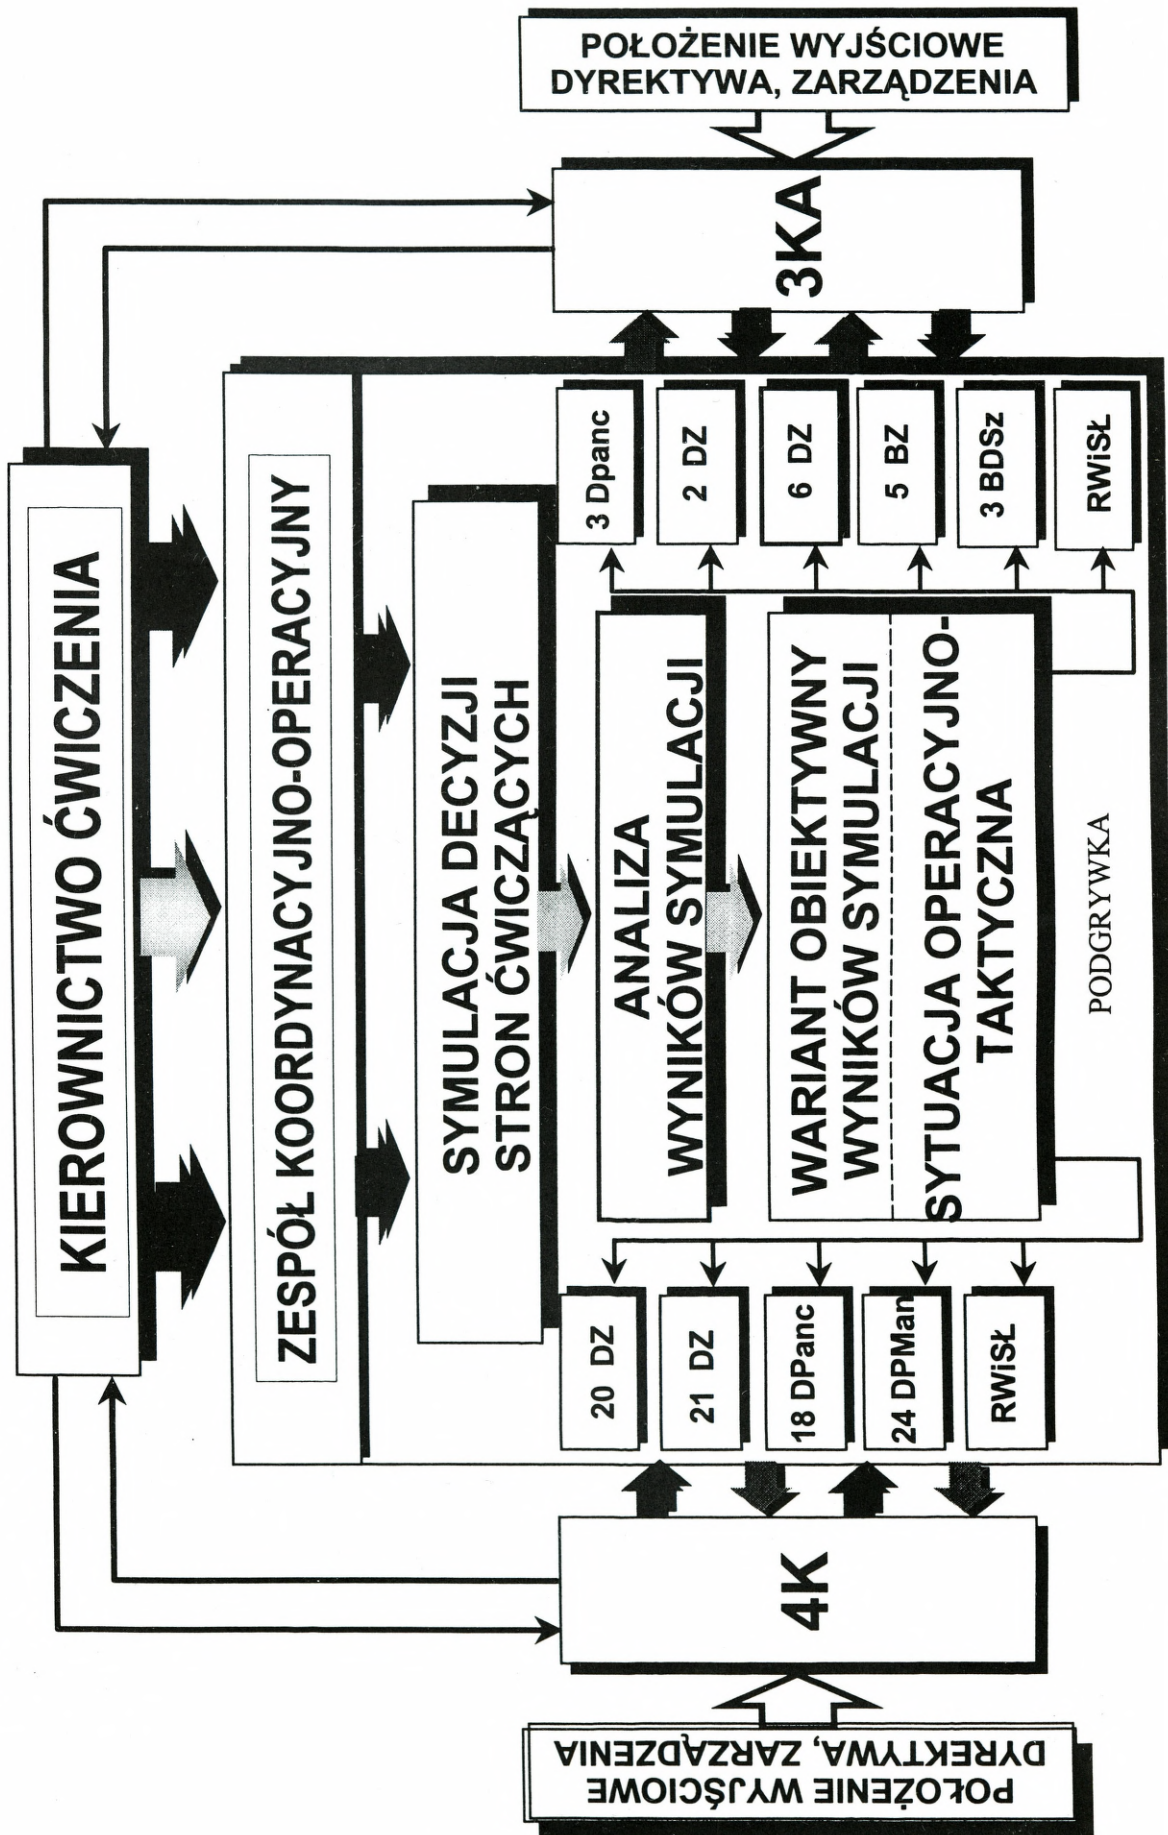 KIEROWNICTWO ĆWICZENIA
ZESPÓŁ KOORDYNACYJNO-OPERACYJNY
SYMULACJA DECYZJI
STRON ĆWICZĄCYCH
ANALIZA
WYNIKÓW SYMULACJI
WARIANT OBIEKTYWNY
WYNIKÓW SYMULACJI
SYTUACJA OPERACYJNO-
TAKTYCZNA
PODGRYWKA
POŁOŻENIE WYJŚCIOWE
DYREKTYWA, ZARZĄDZENIA
4K
20 DZ
21 DZ
18 DPanc
24 DPMan
RWiSŁ
3 Dpanc
2 DZ
6 DZ
5 BZ
3 BDSz
RWiSŁ
3KA
POŁOŻENIE WYJŚCIOWE
DYREKTYWA, ZARZĄDZENIA